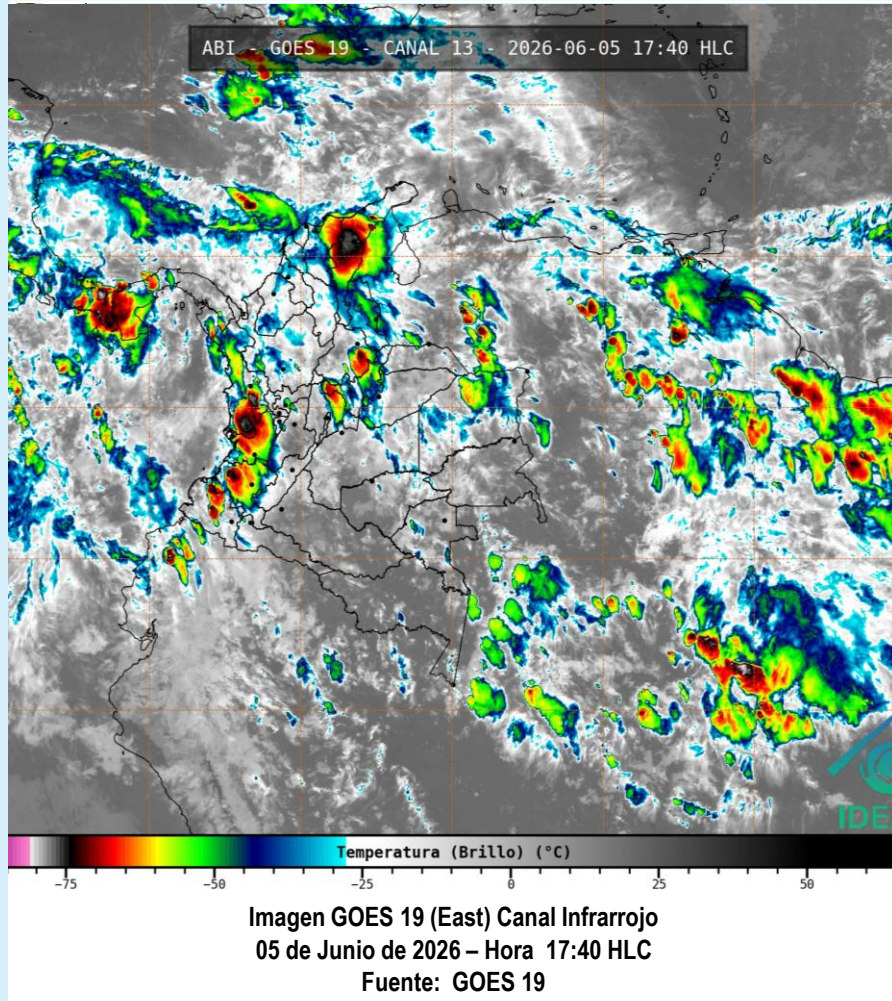 ABI - GOES 19 - CANAL 13 - 2026-06-05 17:40 HLC
IDE
Temperatura (Brillo) (°C)
−75 −50 −25 0 25 50
Imagen GOES 19 (East) Canal Infrarrojo
05 de Junio de 2026 – Hora 17:40 HLC
Fuente: GOES 19